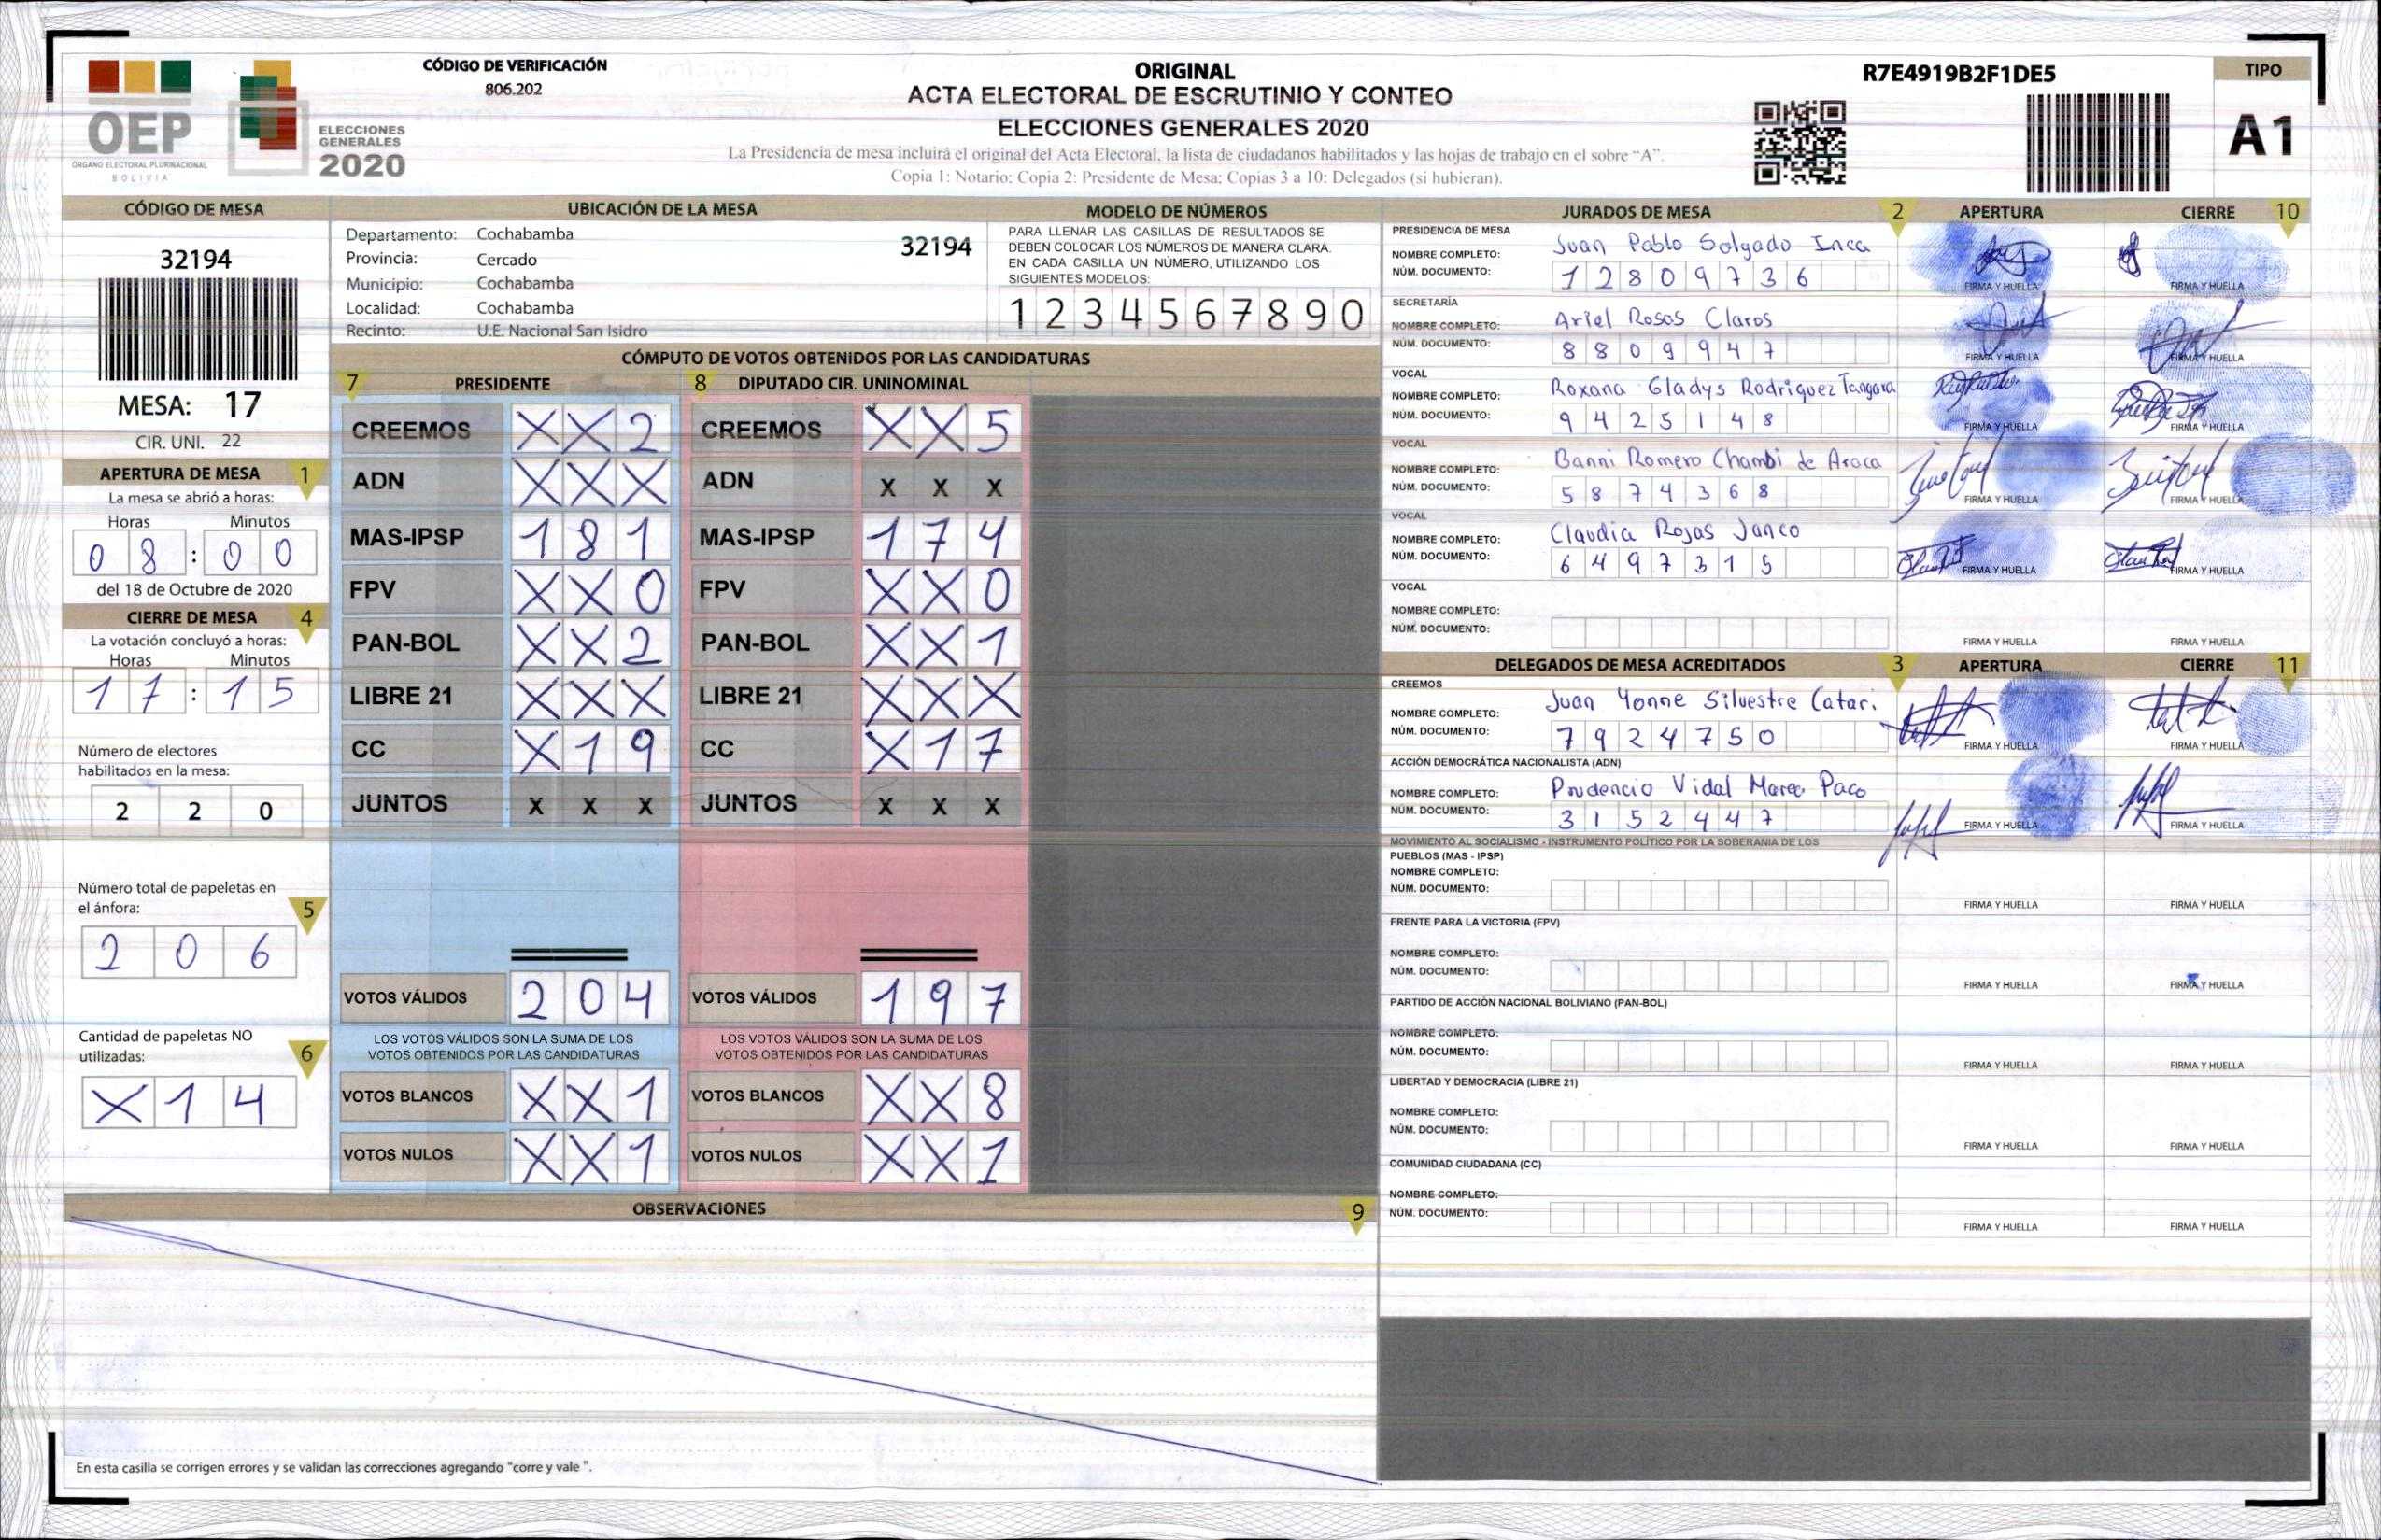 OEP
ÓRGANO ELECTORAL PLURINACIONAL
BOLIVIA
ELECCIONES
GENERALES
2020
CÓDIGO DE VERIFICACIÓN
806.202
ORIGINAL
ACTA ELECTORAL DE ESCRUTINIO Y CONTEO
ELECCIONES GENERALES 2020
La Presidencia de mesa incluirá el original del Acta Electoral, la lista de ciudadanos habilitados y las hojas de trabajo en el sobre “A”.
Copia 1: Notario; Copia 2: Presidente de Mesa; Copias 3 a 10: Delegados (si hubieran).
R7E4919B2F1DE5
TIPO
A1
CÓDIGO DE MESA
32194
MESA: 17
CIR. UNI. 22
APERTURA DE MESA 1
La mesa se abrió a horas:
Horas Minutos
0 8 : 0 0
del 18 de Octubre de 2020
CIERRE DE MESA 4
La votación concluyó a horas:
Horas Minutos
1 7 : 1 5
Número de electores
habilitados en la mesa:
2 2 0
Número total de papeletas en
el ánfora: 5
2 0 6
Cantidad de papeletas NO
utilizadas: 6
X 1 4
UBICACIÓN DE LA MESA
Departamento: Cochabamba
32194
Provincia: Cercado
Municipio: Cochabamba
Localidad: Cochabamba
Recinto: U.E. Nacional San Isidro
MODELO DE NÚMEROS
PARA LLENAR LAS CASILLAS DE RESULTADOS SE
DEBEN COLOCAR LOS NÚMEROS DE MANERA CLARA.
EN CADA CASILLA UN NÚMERO, UTILIZANDO LOS
SIGUIENTES MODELOS:
1 2 3 4 5 6 7 8 9 0
CÓMPUTO DE VOTOS OBTENIDOS POR LAS CANDIDATURAS
7 PRESIDENTE 8 DIPUTADO CIR. UNINOMINAL
CREEMOS X X 2 CREEMOS X X 5
ADN X X X ADN X X X
MAS-IPSP 1 8 1 MAS-IPSP 1 7 4
FPV X X 0 FPV X X 0
PAN-BOL X X 2 PAN-BOL X X 1
LIBRE 21 X X X LIBRE 21 X X X
CC X 1 9 CC X 1 7
JUNTOS X X X JUNTOS X X X
VOTOS VÁLIDOS 2 0 4 VOTOS VÁLIDOS 1 9 7
LOS VOTOS VÁLIDOS SON LA SUMA DE LOS LOS VOTOS VÁLIDOS SON LA SUMA DE LOS
VOTOS OBTENIDOS POR LAS CANDIDATURAS VOTOS OBTENIDOS POR LAS CANDIDATURAS
VOTOS BLANCOS X X 1 VOTOS BLANCOS X X 8
VOTOS NULOS X X 1 VOTOS NULOS X X 1
OBSERVACIONES 9
En esta casilla se corrigen errores y se validan las correcciones agregando "corre y vale ".
JURADOS DE MESA 2 APERTURA CIERRE 10
PRESIDENCIA DE MESA
NOMBRE COMPLETO: Juan Pablo Salgado Inca
NÚM. DOCUMENTO: 1 2 8 0 9 7 3 6
FIRMA Y HUELLA FIRMA Y HUELLA
SECRETARÍA
NOMBRE COMPLETO: Ariel Rosas Claros
NÚM. DOCUMENTO: 8 8 0 9 9 4 7
FIRMA Y HUELLA FIRMA Y HUELLA
VOCAL
NOMBRE COMPLETO: Roxana Gladys Rodriguez Tangara
NÚM. DOCUMENTO: 9 4 2 5 1 4 8
FIRMA Y HUELLA FIRMA Y HUELLA
VOCAL
NOMBRE COMPLETO: Banni Romero Chambi de Araca
NÚM. DOCUMENTO: 5 8 7 4 3 6 8
FIRMA Y HUELLA FIRMA Y HUELLA
VOCAL
NOMBRE COMPLETO: Claudia Rojas Janco
NÚM. DOCUMENTO: 6 4 9 7 3 1 5
FIRMA Y HUELLA FIRMA Y HUELLA
VOCAL
NOMBRE COMPLETO:
NÚM. DOCUMENTO:
FIRMA Y HUELLA FIRMA Y HUELLA
DELEGADOS DE MESA ACREDITADOS 3 APERTURA CIERRE 11
CREEMOS
NOMBRE COMPLETO: Juan Yonne Silvestre Catari
NÚM. DOCUMENTO: 7 9 2 4 7 5 0
FIRMA Y HUELLA FIRMA Y HUELLA
ACCIÓN DEMOCRÁTICA NACIONALISTA (ADN)
NOMBRE COMPLETO: Prudencio Vidal Paco
NÚM. DOCUMENTO: 3 1 5 2 4 4 7
FIRMA Y HUELLA FIRMA Y HUELLA
MOVIMIENTO AL SOCIALISMO - INSTRUMENTO POLÍTICO POR LA SOBERANIA DE LOS
PUEBLOS (MAS - IPSP)
NOMBRE COMPLETO:
NÚM. DOCUMENTO:
FIRMA Y HUELLA FIRMA Y HUELLA
FRENTE PARA LA VICTORIA (FPV)
NOMBRE COMPLETO:
NÚM. DOCUMENTO:
FIRMA Y HUELLA FIRMA Y HUELLA
PARTIDO DE ACCIÓN NACIONAL BOLIVIANO (PAN-BOL)
NOMBRE COMPLETO:
NÚM. DOCUMENTO:
FIRMA Y HUELLA FIRMA Y HUELLA
LIBERTAD Y DEMOCRACIA (LIBRE 21)
NOMBRE COMPLETO:
NÚM. DOCUMENTO:
FIRMA Y HUELLA FIRMA Y HUELLA
COMUNIDAD CIUDADANA (CC)
NOMBRE COMPLETO:
NÚM. DOCUMENTO:
FIRMA Y HUELLA FIRMA Y HUELLA